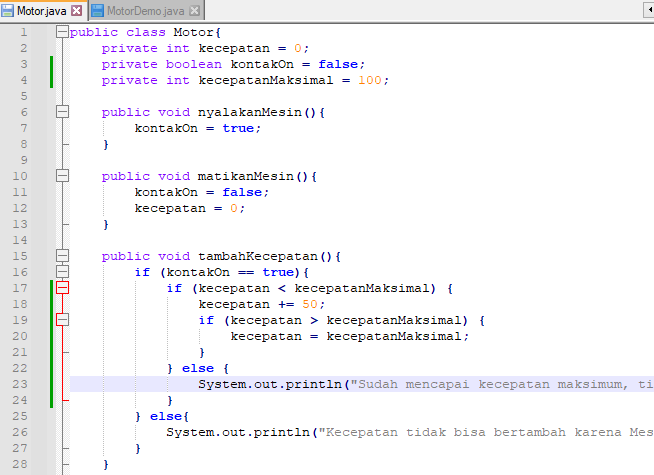 Motor.java MotorDemo.java
1 public class Motor{
2 private int kecepatan = 0;
3 private boolean kontakOn = false;
4 private int kecepatanMaksimal = 100;
5
6 public void nyalakanMesin(){
7 kontakOn = true;
8 }
9
10 public void matikanMesin(){
11 kontakOn = false;
12 kecepatan = 0;
13 }
14
15 public void tambahKecepatan(){
16 if (kontakOn == true){
17 if (kecepatan < kecepatanMaksimal) {
18 kecepatan += 50;
19 if (kecepatan > kecepatanMaksimal) {
20 kecepatan = kecepatanMaksimal;
21 }
22 } else {
23 System.out.println("Sudah mencapai kecepatan maksimum, ti
24 }
25 } else{
26 System.out.println("Kecepatan tidak bisa bertambah karena Mes
27 }
28 }